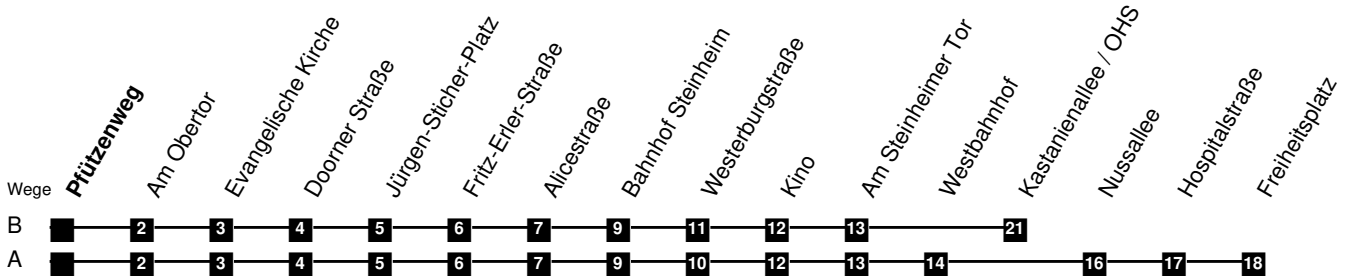 Pfützenweg
Am Obertor
Evangelische Kirche
Doorner Straße
Jürgen-Sticher-Platz
Fritz-Erler-Straße
Alicestraße
Bahnhof Steinheim
Westerburgstraße
Kino
Am Steinheimer Tor
Westbahnhof
Kastanienallee / OHS
Nussallee
Hospitalstraße
Freiheitsplatz
Wege
B 2 3 4 5 6 7 9 11 12 13 21
A 2 3 4 5 6 7 9 10 12 13 14 16 17 18